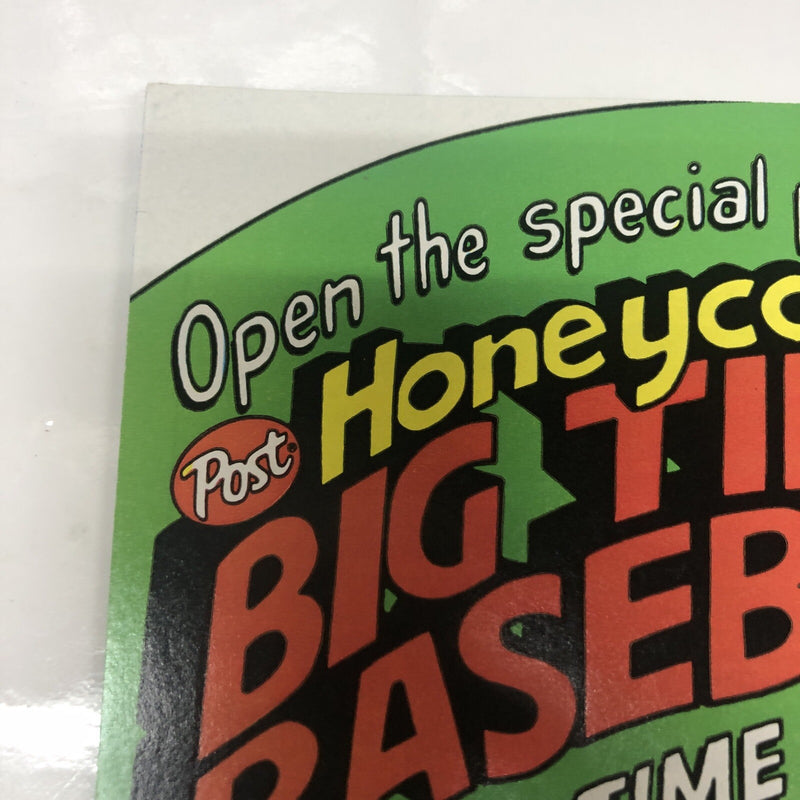 Open the special
Honeyco
Post
BIG TI
BASEB
TIME